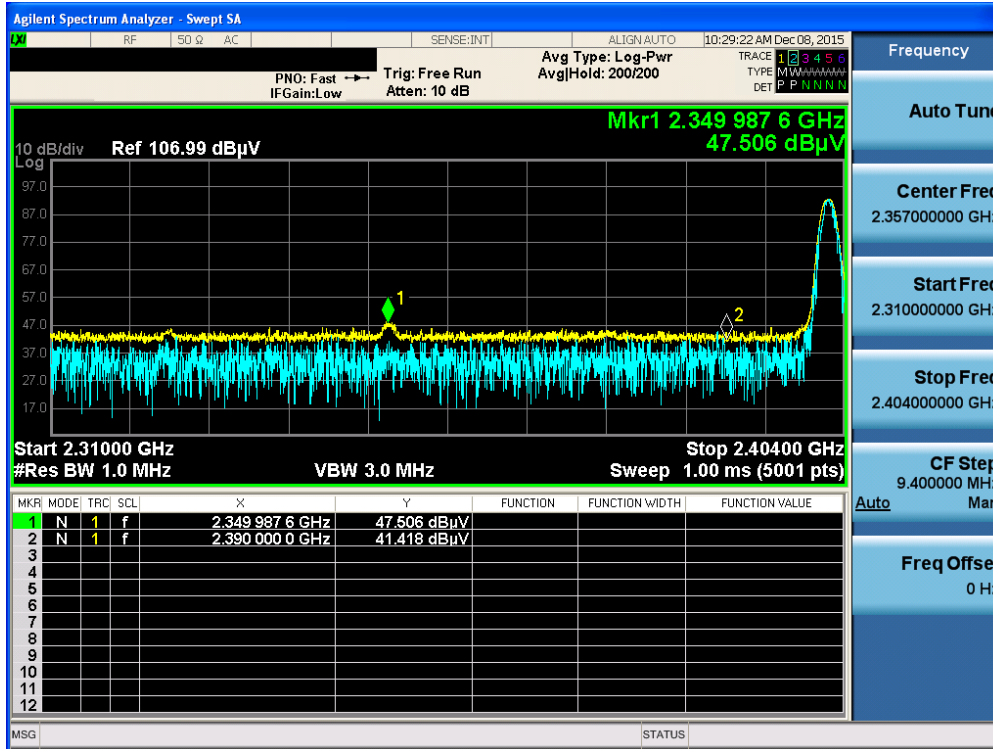 Agilent Spectrum Analyzer - Swept SA
LXI RF 50 Ω AC SENSE:INT ALIGN AUTO 10:29:22 AM Dec 08, 2015
Frequency
PNO: Fast Trig: Free Run Avg Type: Log-Pwr TRACE 1 2 3 4 5 6
IFGain:Low Atten: 10 dB Avg|Hold: 200/200 TYPE M W W W W W
DET P P N N N N
Auto Tune
Mkr1 2.349 987 6 GHz
47.506 dBµV
10 dB/div Ref 106.99 dBµV
Log
97.0
87.0
77.0
67.0
57.0
47.0
37.0
27.0
17.0
1
2
Start 2.31000 GHz Stop 2.40400 GHz
#Res BW 1.0 MHz VBW 3.0 MHz Sweep 1.00 ms (5001 pts)
Center Freq
2.357000000 GHz
Start Freq
2.310000000 GHz
Stop Freq
2.404000000 GHz
CF Step
9.400000 MHz
Auto Man
Freq Offset
0 Hz
MKR MODE TRC SCL X Y FUNCTION FUNCTION WIDTH FUNCTION VALUE
1 N 1 f 2.349 987 6 GHz 47.506 dBµV
2 N 1 f 2.390 000 0 GHz 41.418 dBµV
3
4
5
6
7
8
9
10
11
12
MSG STATUS